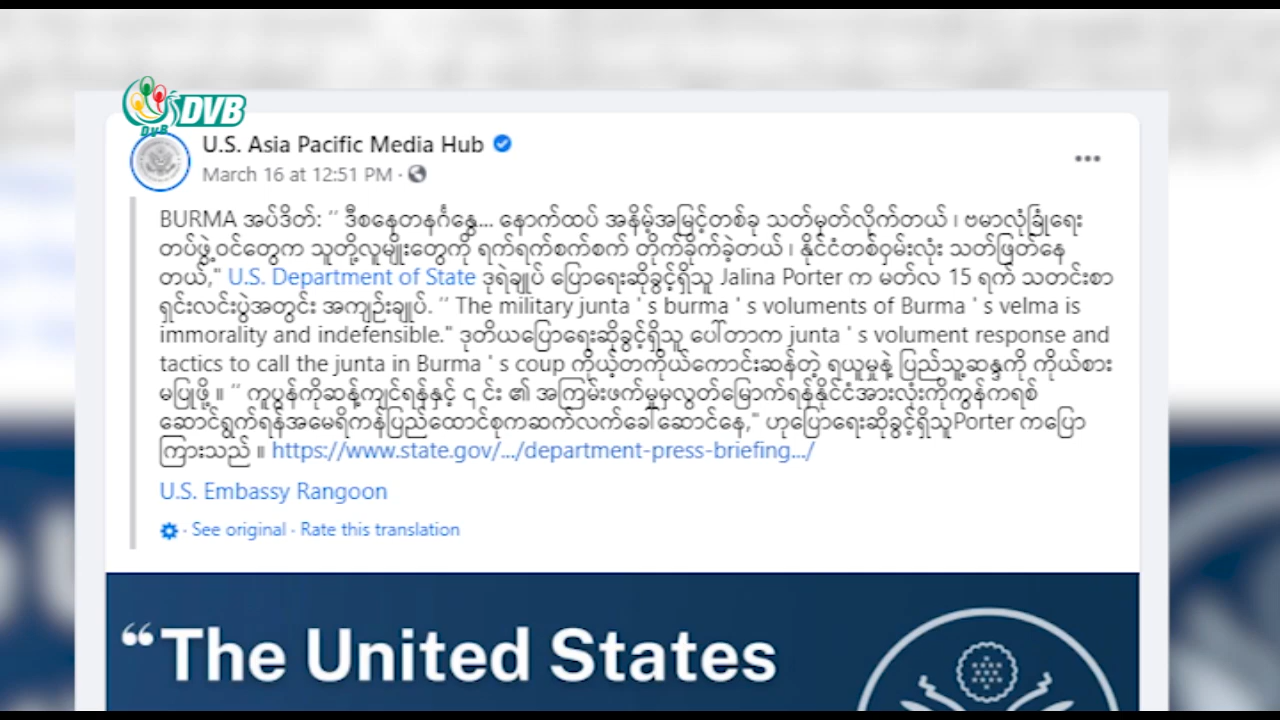 DVB
DVB
U.S. Asia Pacific Media Hub
March 16 at 12:51 PM ·
BURMA အပ်ဒိတ်: ‘‘ ဒီစနေတနင်္ဂနွေ... နောက်ထပ် အနိမ့်အမြင့်တစ်ခု သတ်မှတ်လိုက်တယ် ၊ ဗမာလုံခြုံရေး
တပ်ဖွဲ့ဝင်တွေက သူတို့လူမျိုးတွေကို ရက်ရက်စက်စက် တိုက်ခိုက်ခဲ့တယ် ၊ နိုင်ငံတစ်ဝှမ်းလုံး သတ်ဖြတ်နေ
တယ်," U.S. Department of State ဒုရဲချုပ် ပြောရေးဆိုခွင့်ရှိသူ Jalina Porter က မတ်လ 15 ရက် သတင်းစာ
ရှင်းလင်းပွဲအတွင်း အကျဉ်းချုပ်. ‘‘ The military junta ' s burma ' s voluments of Burma ' s velma is
immorality and indefensible." ဒုတိယပြောရေးဆိုခွင့်ရှိသူ ပေါ်တာက junta ' s volument response and
tactics to call the junta in Burma ' s coup ကိုယ့်တကိုယ်ကောင်းဆန်တဲ့ ရယူမှုနဲ့ ပြည်သူ့ဆန္ဒကို ကိုယ်စား
မပြုဖို့ ။ ‘‘ ကူပွန်ကိုဆန့်ကျင်ရန်နှင့် ၎င်း ၏ အကြမ်းဖက်မှုမှလွတ်မြောက်ရန်နိုင်ငံအားလုံးကိုကွန်ကရစ်
ဆောင်ရွက်ရန်အမေရိကန်ပြည်ထောင်စုကဆက်လက်ခေါ်ဆောင်နေ," ဟုပြောရေးဆိုခွင့်ရှိသူPorter ကပြော
ကြားသည် ။ https://www.state.gov/.../department-press-briefing.../
U.S. Embassy Rangoon
· See original · Rate this translation
“The United States